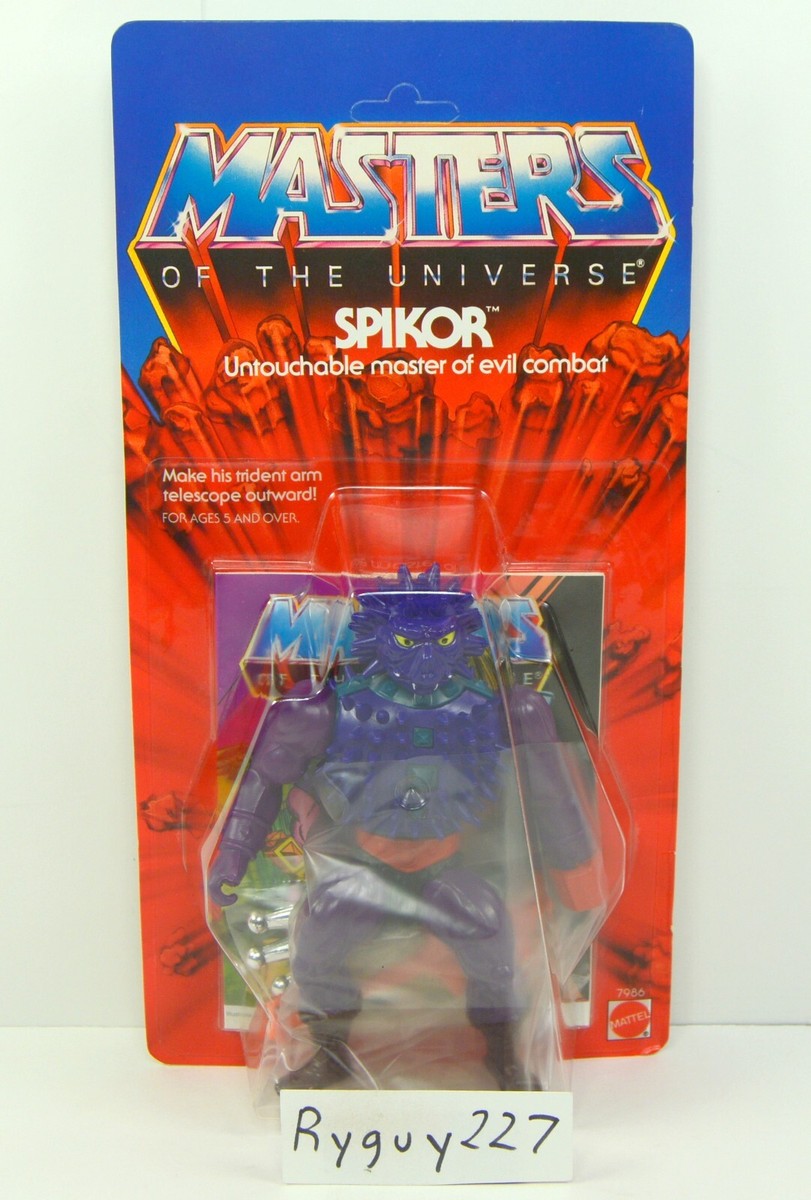 MASTERS
OF THE UNIVERSE®
SPIKOR™
Untouchable master of evil combat
Make his trident arm
telescope outward!
FOR AGES 5 AND OVER.
7986
MATTEL
Ryguy227